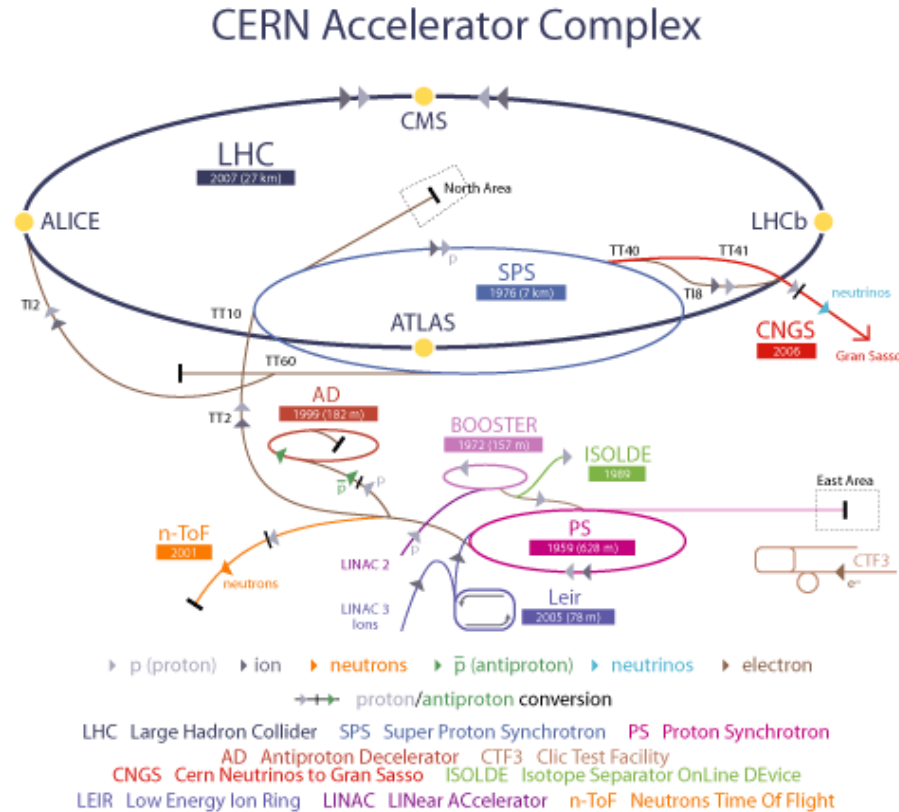 CERN Accelerator Complex
CMS
LHC
2007 (27 km)
North Area
ALICE
LHCb
p
TT40
TT41
SPS
1976 (7 km)
TI8
neutrinos
TI2
TT10
ATLAS
CNGS
2006
Gran Sasso
TT60
AD
1999 (182 m)
TT2
BOOSTER
1972 (157 m)
ISOLDE
1989
p̅
p
East Area
n-ToF
2001
PS
1959 (628 m)
p
LINAC 2
neutrons
CTF3
e-
LINAC 3
Ions
Leir
2005 (78 m)
p (proton) ion neutrons p̅ (antiproton) neutrinos electron
proton/antiproton conversion
LHC Large Hadron Collider SPS Super Proton Synchrotron PS Proton Synchrotron
AD Antiproton Decelerator CTF3 Clic Test Facility
CNGS Cern Neutrinos to Gran Sasso ISOLDE Isotope Separator OnLine DEvice
LEIR Low Energy Ion Ring LINAC LINear ACcelerator n-ToF Neutrons Time Of Flight